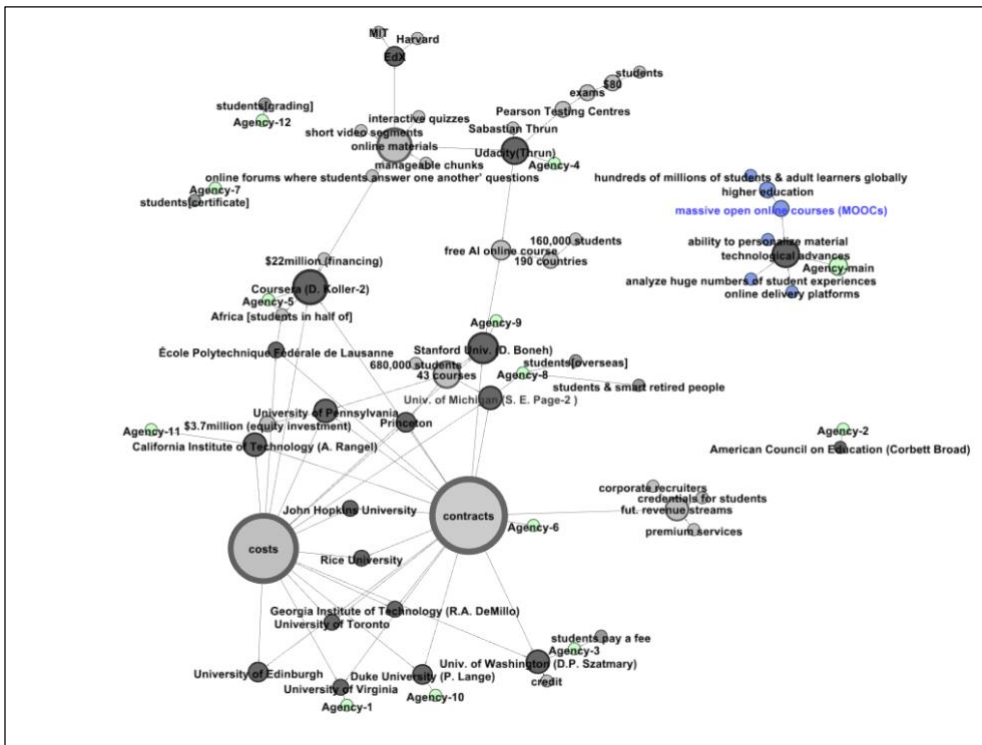 MIT
Harvard
EdX
students
$80
exams
students[grading]
Pearson Testing Centres
interactive quizzes
Agency-12
Sabastian Thrun
short video segments
online materials
Udacity(Thrun)
manageable chunks
Agency-4
online forums where students answer one another' questions
hundreds of millions of students & adult learners globally
Agency-7
higher education
students[certificate]
massive open online courses (MOOCs)
160,000 students
ability to personalize material
free AI online course
technological advances
190 countries
$22million (financing)
Agency-main
Coursera (D. Koller-2)
analyze huge numbers of student experiences
Agency-5
online delivery platforms
Africa [students in half of]
Agency-9
Stanford Univ. (D. Boneh)
École Polytechnique Fédérale de Lausanne
students[overseas]
680,000 students
43 courses
Agency-8
students & smart retired people
Univ. of Michigan (S. E. Page-2 )
University of Pennsylvania
Princeton
$3.7million (equity investment)
Agency-11
Agency-2
California Institute of Technology (A. Rangel)
American Council on Education (Corbett Broad)
corporate recruiters
credentials for students
John Hopkins University
fut. revenue streams
contracts
Agency-6
premium services
costs
Rice University
Georgia Institute of Technology (R.A. DeMillo)
University of Toronto
students pay a fee
Agency-3
Univ. of Washington (D.P. Szatmary)
University of Edinburgh
Duke University (P. Lange)
credit
University of Virginia
Agency-10
Agency-1